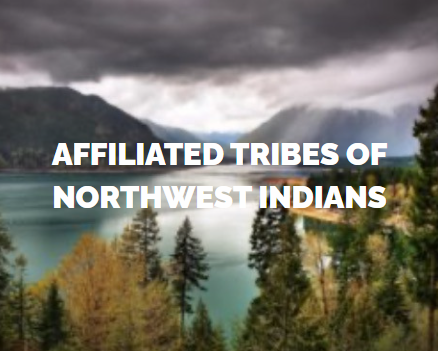 AFFILIATED TRIBES OF
NORTHWEST INDIANS